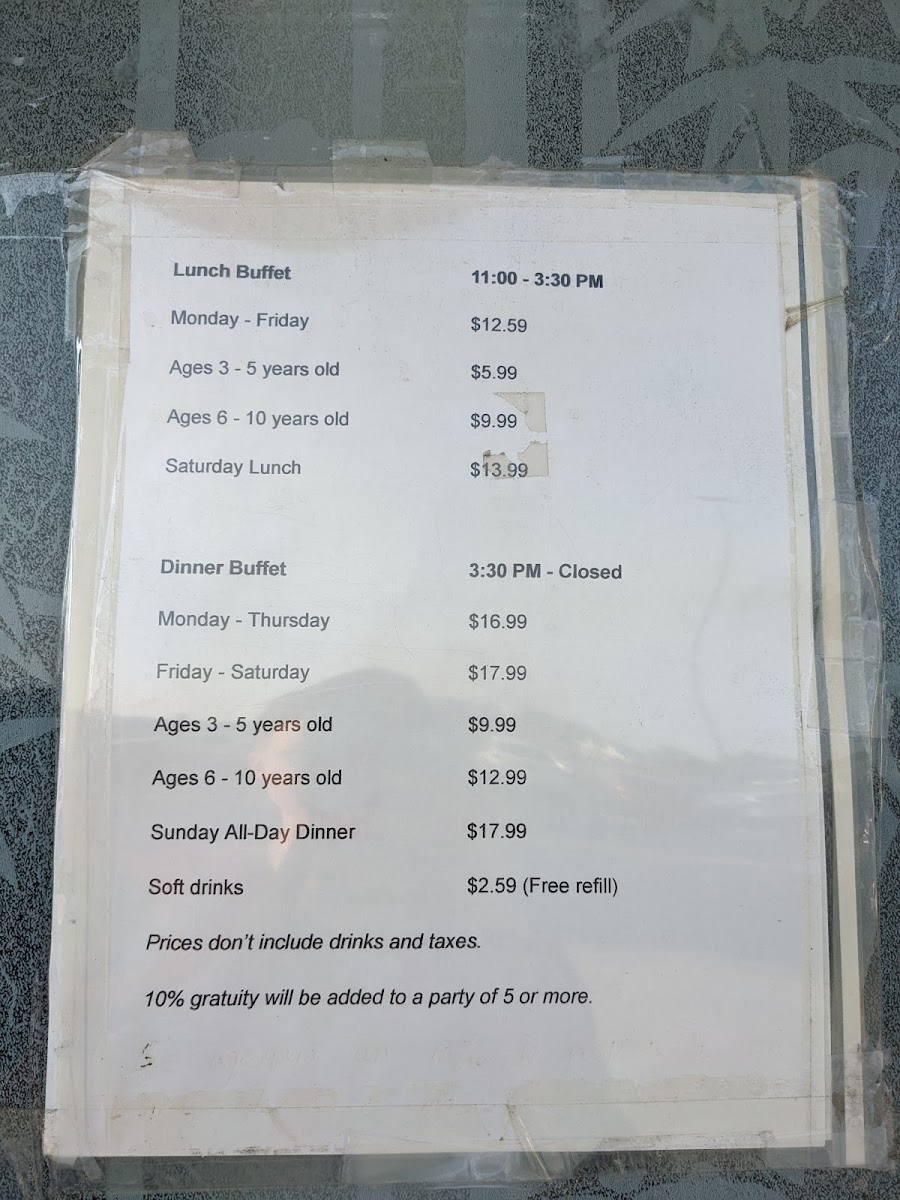 Lunch Buffet 11:00 - 3:30 PM
Monday - Friday $12.59
Ages 3 - 5 years old $5.99
Ages 6 - 10 years old $9.99
Saturday Lunch $13.99
Dinner Buffet 3:30 PM - Closed
Monday - Thursday $16.99
Friday - Saturday $17.99
Ages 3 - 5 years old $9.99
Ages 6 - 10 years old $12.99
Sunday All-Day Dinner $17.99
Soft drinks $2.59 (Free refill)
Prices don't include drinks and taxes.
10% gratuity will be added to a party of 5 or more.